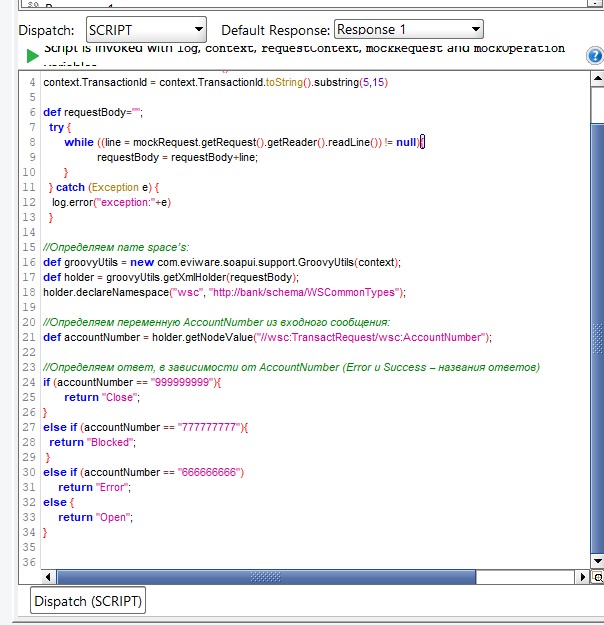 Dispatch: SCRIPT Default Response: Response 1
Script is invoked with log, context, requestContext, mockRequest and mockOperation
variables
4 context.TransactionId = context.TransactionId.toString().substring(5,15)
5
6 def requestBody="";
7 try {
8 while ((line = mockRequest.getRequest().getReader().readLine()) != null){
9 requestBody = requestBody+line;
10 }
11 } catch (Exception e) {
12 log.error("exception:"+e)
13 }
14
15 //Определяем name space's:
16 def groovyUtils = new com.eviware.soapui.support.GroovyUtils(context);
17 def holder = groovyUtils.getXmlHolder(requestBody);
18 holder.declareNamespace("wsc", "http://bank/schema/WSCommonTypes");
19
20 //Определяем переменную AccountNumber из входного сообщения:
21 def accountNumber = holder.getNodeValue("//wsc:TransactRequest/wsc:AccountNumber");
22
23 //Определяем ответ, в зависимости от AccountNumber (Error и Success – названия ответов)
24 if (accountNumber == "999999999"){
25 return "Close";
26 }
27 else if (accountNumber == "777777777"){
28 return "Blocked";
29 }
30 else if (accountNumber == "666666666")
31 return "Error";
32 else {
33 return "Open";
34 }
35
36
Dispatch (SCRIPT)